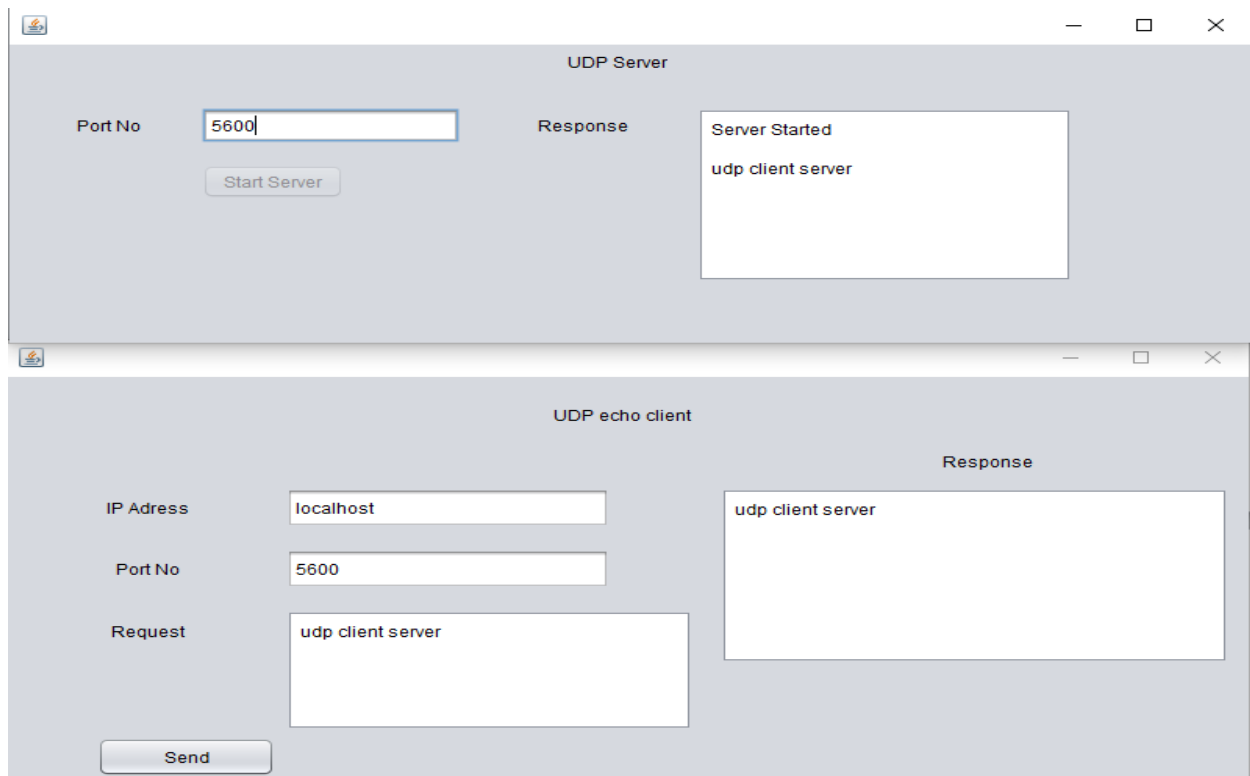 UDP Server
Port No 5600 Response Server Started
udp client server
Start Server
UDP echo client
Response
IP Adress localhost udp client server
Port No 5600
Request udp client server
Send